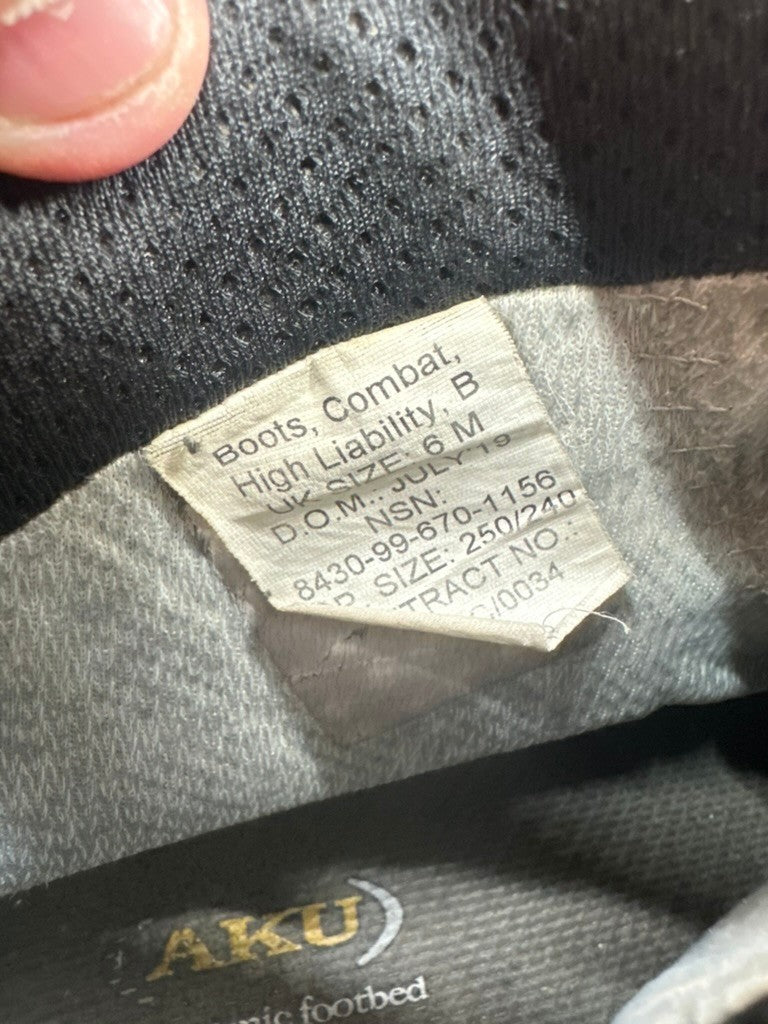 Boots, Combat,
High Liability, B
UK SIZE: 6 M
D.O.M.: JULY 19
NSN:
8430-99-670-1156
SIZE: 250/240
TRACT NO.:
/0034
AKU
footbed